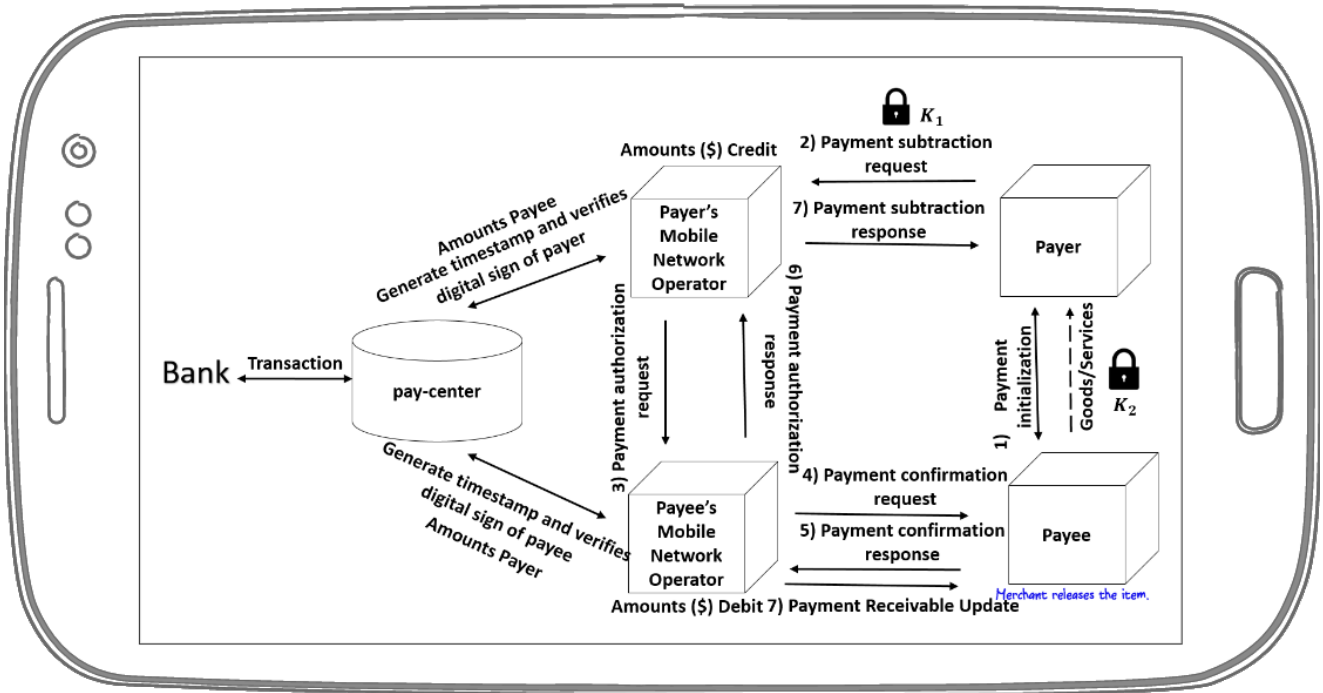 K₁
2) Payment subtraction
request
Amounts ($) Credit
7) Payment subtraction
response
Payer's
Mobile
Network
Operator
Payer
Amounts Payee
Generate timestamp and verifies
digital sign of payer
Bank
Transaction
pay-center
3) Payment authorization
request
6) Payment authorization
response
1) Payment
initialization
Goods/Services
K₂
Generate timestamp and verifies
digital sign of payee
Amounts Payer
Payee's
Mobile
Network
Operator
4) Payment confirmation
request
5) Payment confirmation
response
Payee
Merchant releases the item.
Amounts ($) Debit 7) Payment Receivable Update